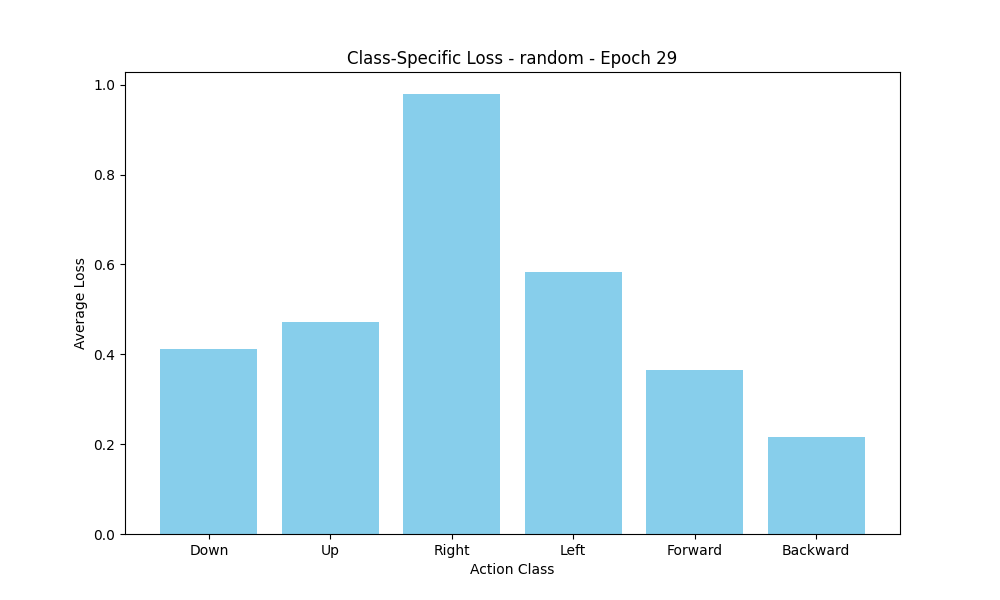 Class-Specific Loss - random - Epoch 29
Average Loss
1.0
0.8
0.6
0.4
0.2
0.0
Down Up Right Left Forward Backward
Action Class